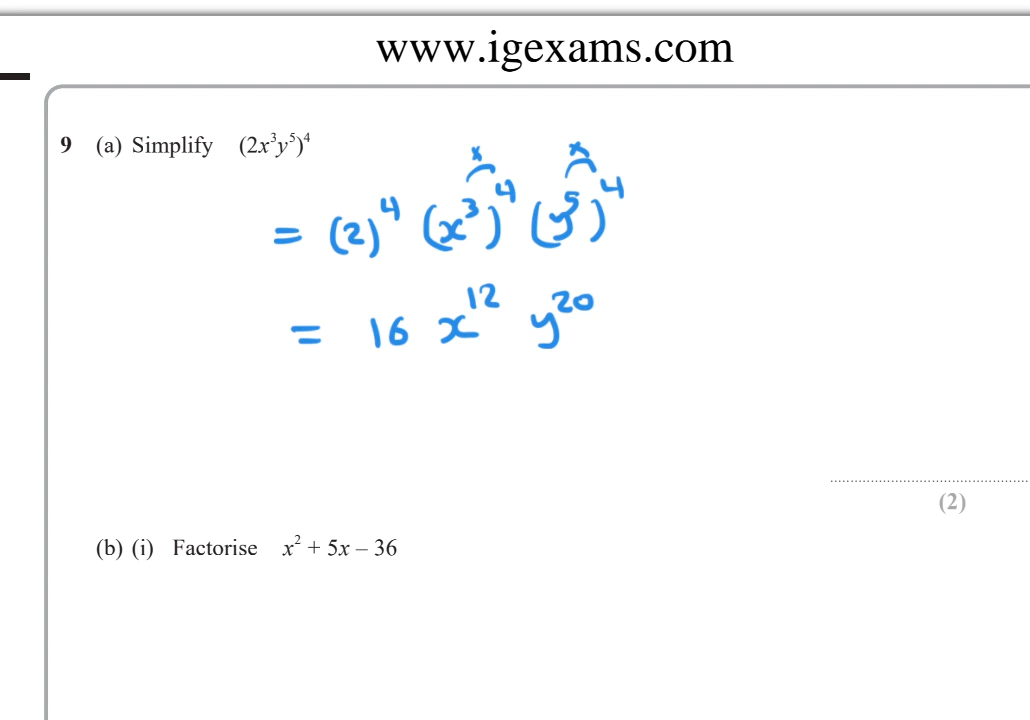 www.igexams.com
9 (a) Simplify (2x³y⁵)⁴
= (2)⁴ (x³)⁴ (y⁵)⁴
= 16 x¹² y²⁰
(2)
(b) (i) Factorise x² + 5x – 36